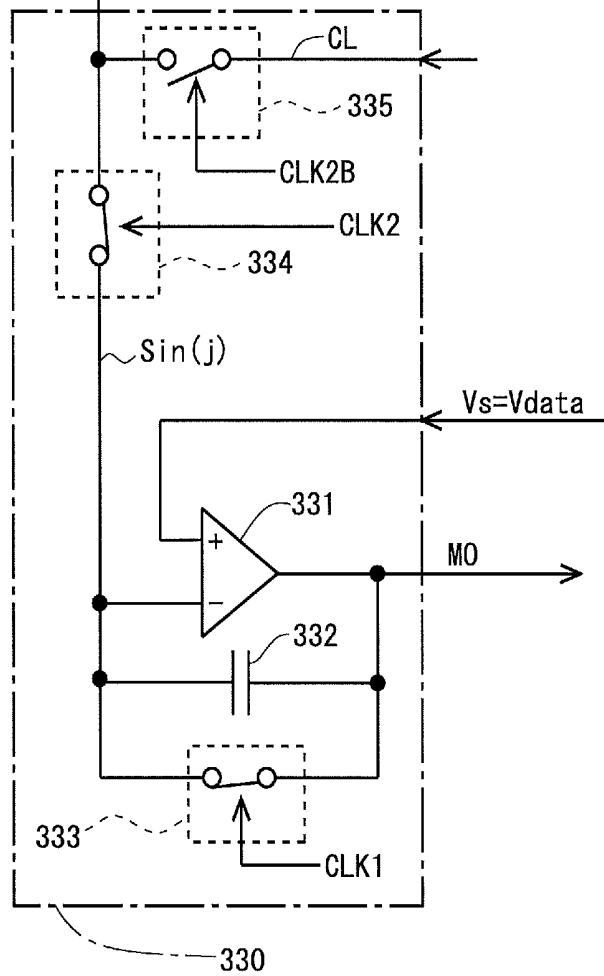 CL
335
CLK2B
CLK2
334
Sin(j)
Vs=Vdata
331
+
MO
−
332
333
CLK1
330